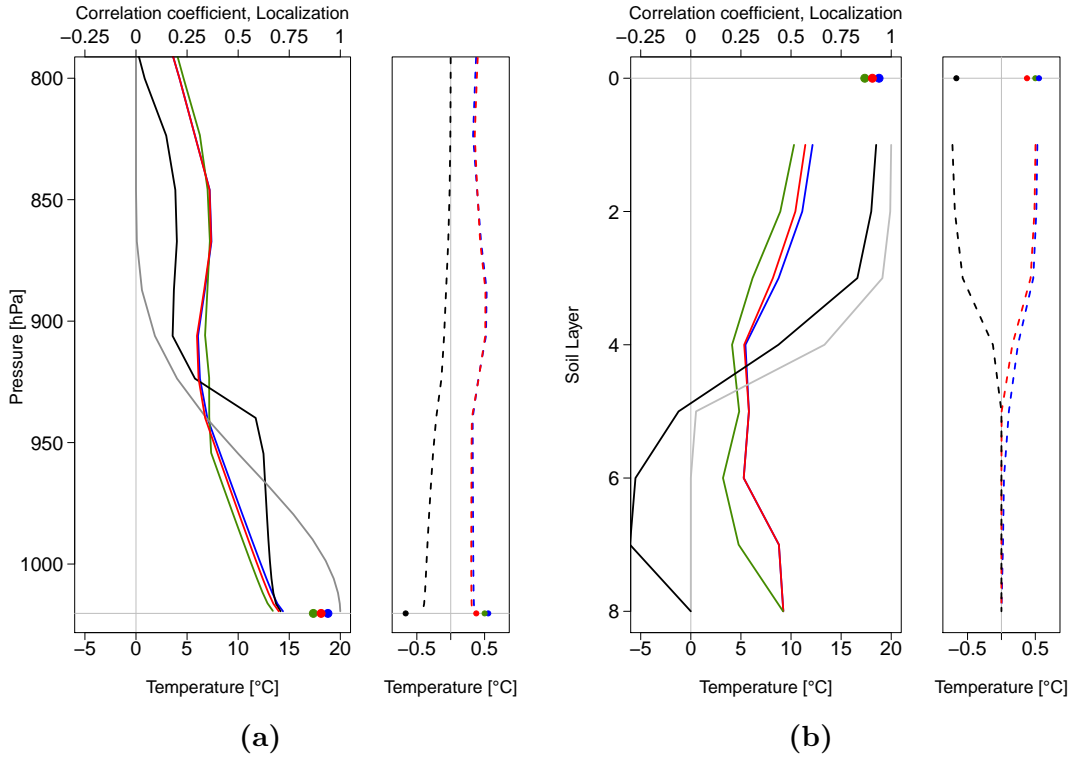 Correlation coefficient, Localization
−0.25 0 0.25 0.5 0.75 1
800
850
900
950
1000
Pressure [hPa]
−5 0 5 10 15 20
Temperature [°C]
−0.5 0.5
Temperature [°C]
(a)
Correlation coefficient, Localization
−0.25 0 0.25 0.5 0.75 1
0
2
4
6
8
Soil Layer
−5 0 5 10 15 20
Temperature [°C]
−0.5 0.5
Temperature [°C]
(b)